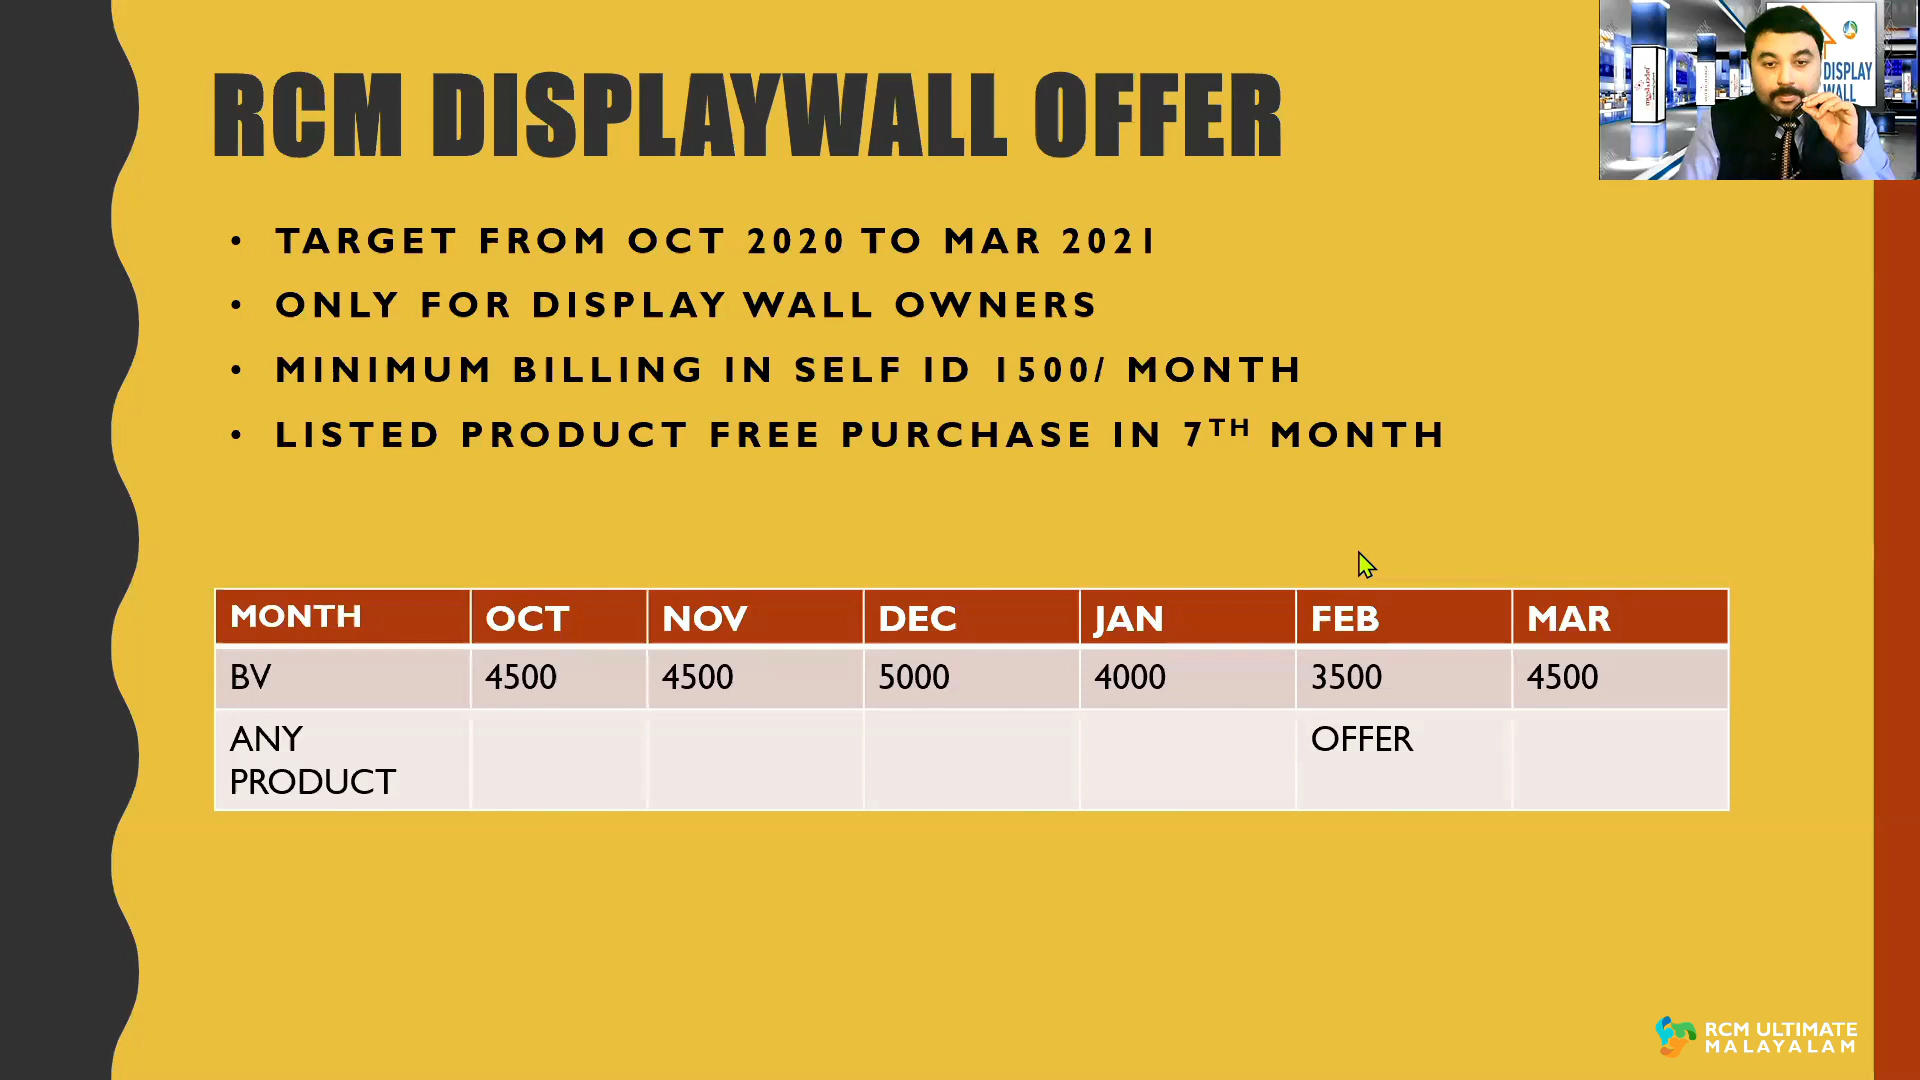 RCM DISPLAYWALL OFFER
DISPLAY
WALL
• TARGET FROM OCT 2020 TO MAR 2021
• ONLY FOR DISPLAY WALL OWNERS
• MINIMUM BILLING IN SELF ID 1500/ MONTH
• LISTED PRODUCT FREE PURCHASE IN 7TH MONTH
MONTH OCT NOV DEC JAN FEB MAR
BV 4500 4500 5000 4000 3500 4500
ANY OFFER
PRODUCT
RCM ULTIMATE
MALAYALAM